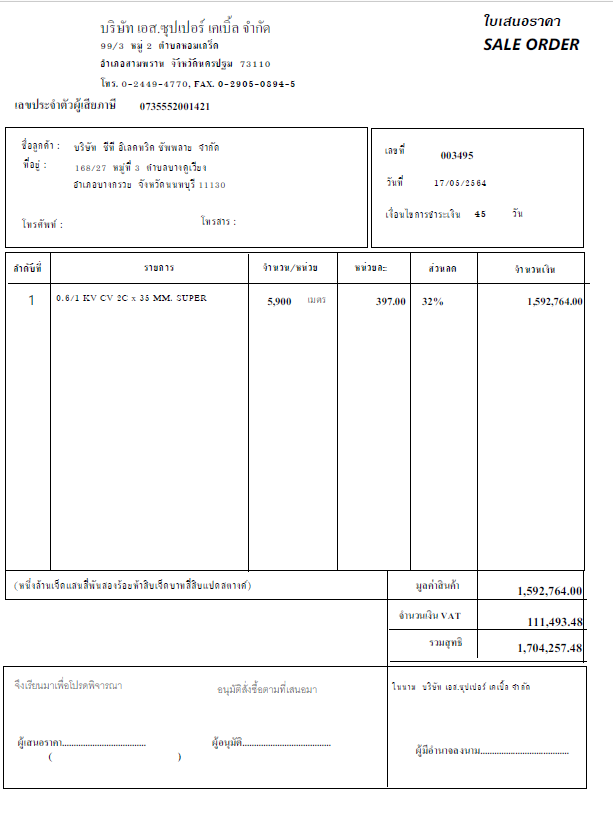 บริษัท เอส.ซุปเปอร์ เคเบิ้ล จำกัด
99/3 หมู่ 2 ตำบลหอมเกร็ด
อำเภอสามพราน จังหวัดนครปฐม 73110
โทร. 0-2449-4770, FAX. 0-2905-0894-5
เลขประจำตัวผู้เสียภาษี 0735552001421
ใบเสนอราคา
SALE ORDER
ชื่อลูกค้า : บริษัท ซีที อิเลคทริค ซัพพลาย จำกัด
ที่อยู่ : 168/27 หมู่ที่ 3 ตำบลบางคูเวียง
อำเภอบางกรวย จังหวัดนนทบุรี 11130
โทรศัพท์ : โทรสาร :
เลขที่ 003495
วันที่ 17/05/2564
เงื่อนไขการชำระเงิน 45 วัน
ลำดับที่ รายการ จำนวน/หน่วย หน่วยละ ส่วนลด จำนวนเงิน
1 0.6/1 KV CV 2C x 35 MM. SUPER 5,900 เมตร 397.00 32% 1,592,764.00
(หนึ่งล้านเจ็ดแสนสี่พันสองร้อยห้าสิบเจ็ดบาทสี่สิบแปดสตางค์) มูลค่าสินค้า 1,592,764.00
จำนวนเงิน VAT 111,493.48
รวมสุทธิ 1,704,257.48
จึงเรียนมาเพื่อโปรดพิจารณา อนุมัติสั่งซื้อตามที่เสนอมา ในนาม บริษัท เอส.ซุปเปอร์ เคเบิ้ล จำกัด
ผู้เสนอราคา.................................... ผู้อนุมัติ...................................... ผู้มีอำนาจลงนาม......................................
( )